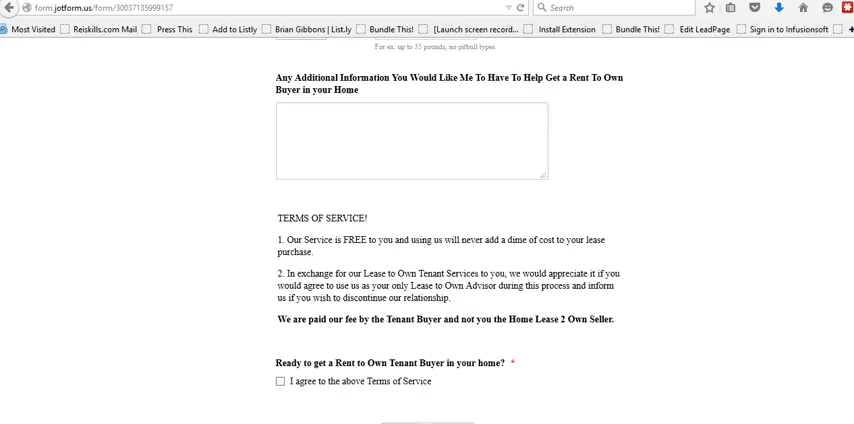 form.jotform.us/form/30037135999157
Search
Most Visited Reiskills.com Mail Press This Add to Listly Brian Gibbons | List.ly Bundle This! [Launch screen record... Install Extension Bundle This! Edit LeadPage Sign in to Infusionsoft
For ex. up to 35 pounds, no pitbull types
Any Additional Information You Would Like Me To Have To Help Get a Rent To Own
Buyer in your Home
TERMS OF SERVICE!
1. Our Service is FREE to you and using us will never add a dime of cost to your lease
purchase.
2. In exchange for our Lease to Own Tenant Services to you, we would appreciate it if you
would agree to use us as your only Lease to Own Advisor during this process and inform
us if you wish to discontinue our relationship.
We are paid our fee by the Tenant Buyer and not you the Home Lease 2 Own Seller.
Ready to get a Rent to Own Tenant Buyer in your home? *
I agree to the above Terms of Service